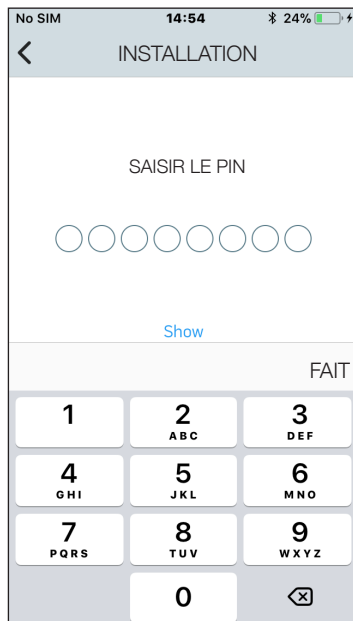 No SIM 14:54 24%
INSTALLATION
SAISIR LE PIN
Show
FAIT
1 2 3
ABC DEF
4 5 6
GHI JKL MNO
7 8 9
PQRS TUV WXYZ
0